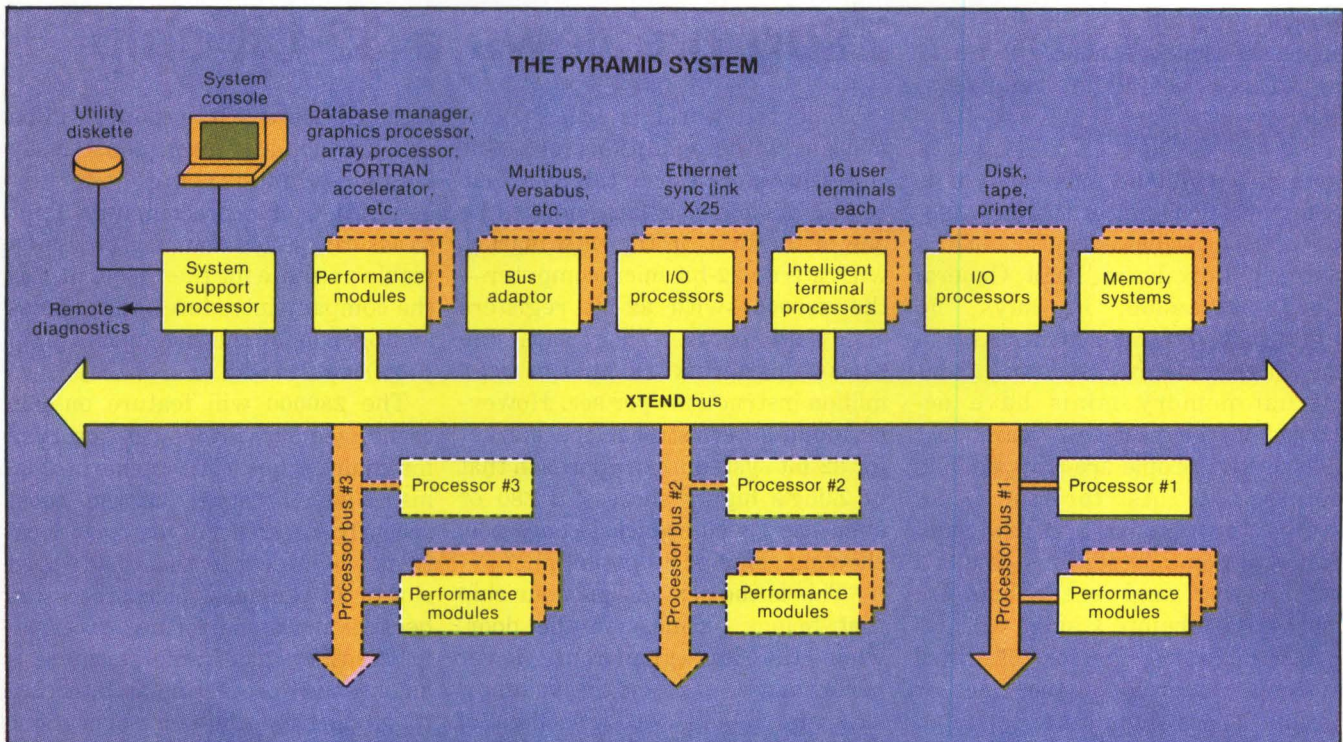 THE PYRAMID SYSTEM
Utility
diskette
System
console
Database manager,
graphics processor,
array processor,
FORTRAN
accelerator,
etc.
Multibus,
Versabus,
etc.
Ethernet
sync link
X.25
16 user
terminals
each
Disk,
tape,
printer
System
support
processor
Performance
modules
Bus
adaptor
I/O
processors
Intelligent
terminal
processors
I/O
processors
Memory
systems
Remote
diagnostics
XTEND bus
Processor bus #3
Processor #3
Performance
modules
Processor bus #2
Processor #2
Performance
modules
Processor bus #1
Processor #1
Performance
modules